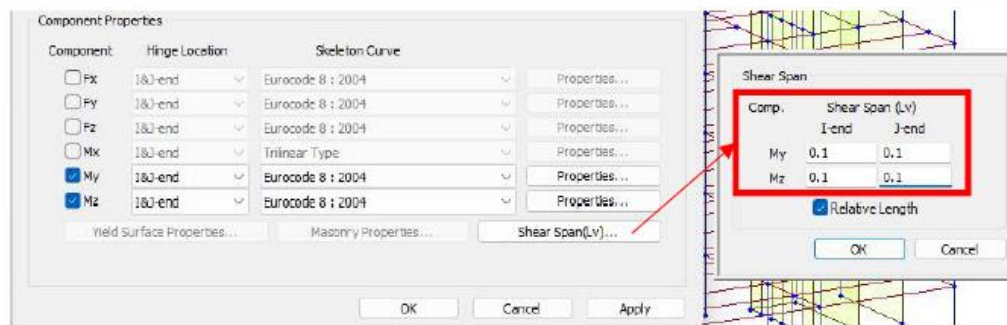 Component Properties
Component Hinge Location Skeleton Curve
Fx I&J-end Eurocode 8 : 2004 Properties...
Fy I&J-end Eurocode 8 : 2004 Properties...
Fz I&J-end Eurocode 8 : 2004 Properties...
Mx I&J-end Trilinear Type Properties...
My I&J-end Eurocode 8 : 2004 Properties...
Mz I&J-end Eurocode 8 : 2004 Properties...
Yield Surface Properties... Masonry Properties... Shear Span(Lv)...
OK Cancel Apply
Shear Span
Comp. Shear Span (Lv)
I-end J-end
My 0.1 0.1
Mz 0.1 0.1
Relative Length
OK Cancel